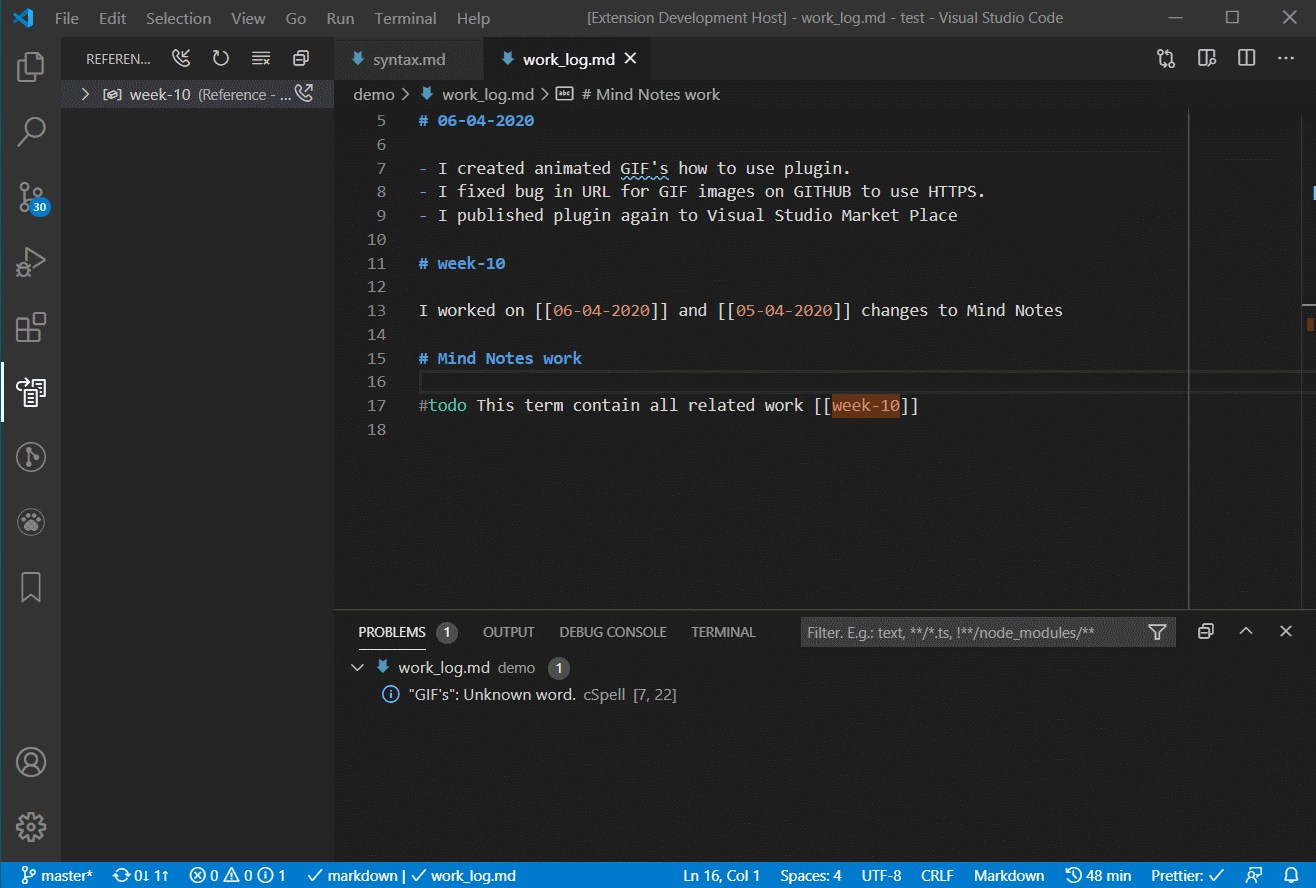 File Edit Selection View Go Run Terminal Help [Extension Development Host] - work_log.md - test - Visual Studio Code
REFEREN...
syntax.md work_log.md
week-10 (Reference - ...
demo > work_log.md > # Mind Notes work
5 # 06-04-2020
6
7 - I created animated GIF's how to use plugin.
8 - I fixed bug in URL for GIF images on GITHUB to use HTTPS.
9 - I published plugin again to Visual Studio Market Place
10
11 # week-10
12
13 I worked on [[06-04-2020]] and [[05-04-2020]] changes to Mind Notes
14
15 # Mind Notes work
16
17 #todo This term contain all related work [[week-10]]
18
30
PROBLEMS 1 OUTPUT DEBUG CONSOLE TERMINAL Filter. E.g.: text, **/*.ts, !**/node_modules/**
work_log.md demo 1
"GIF's": Unknown word. cSpell [7, 22]
master* 0↓ 1↑ 0 0 1 markdown | work_log.md Ln 16, Col 1 Spaces: 4 UTF-8 CRLF Markdown 48 min Prettier: ✓